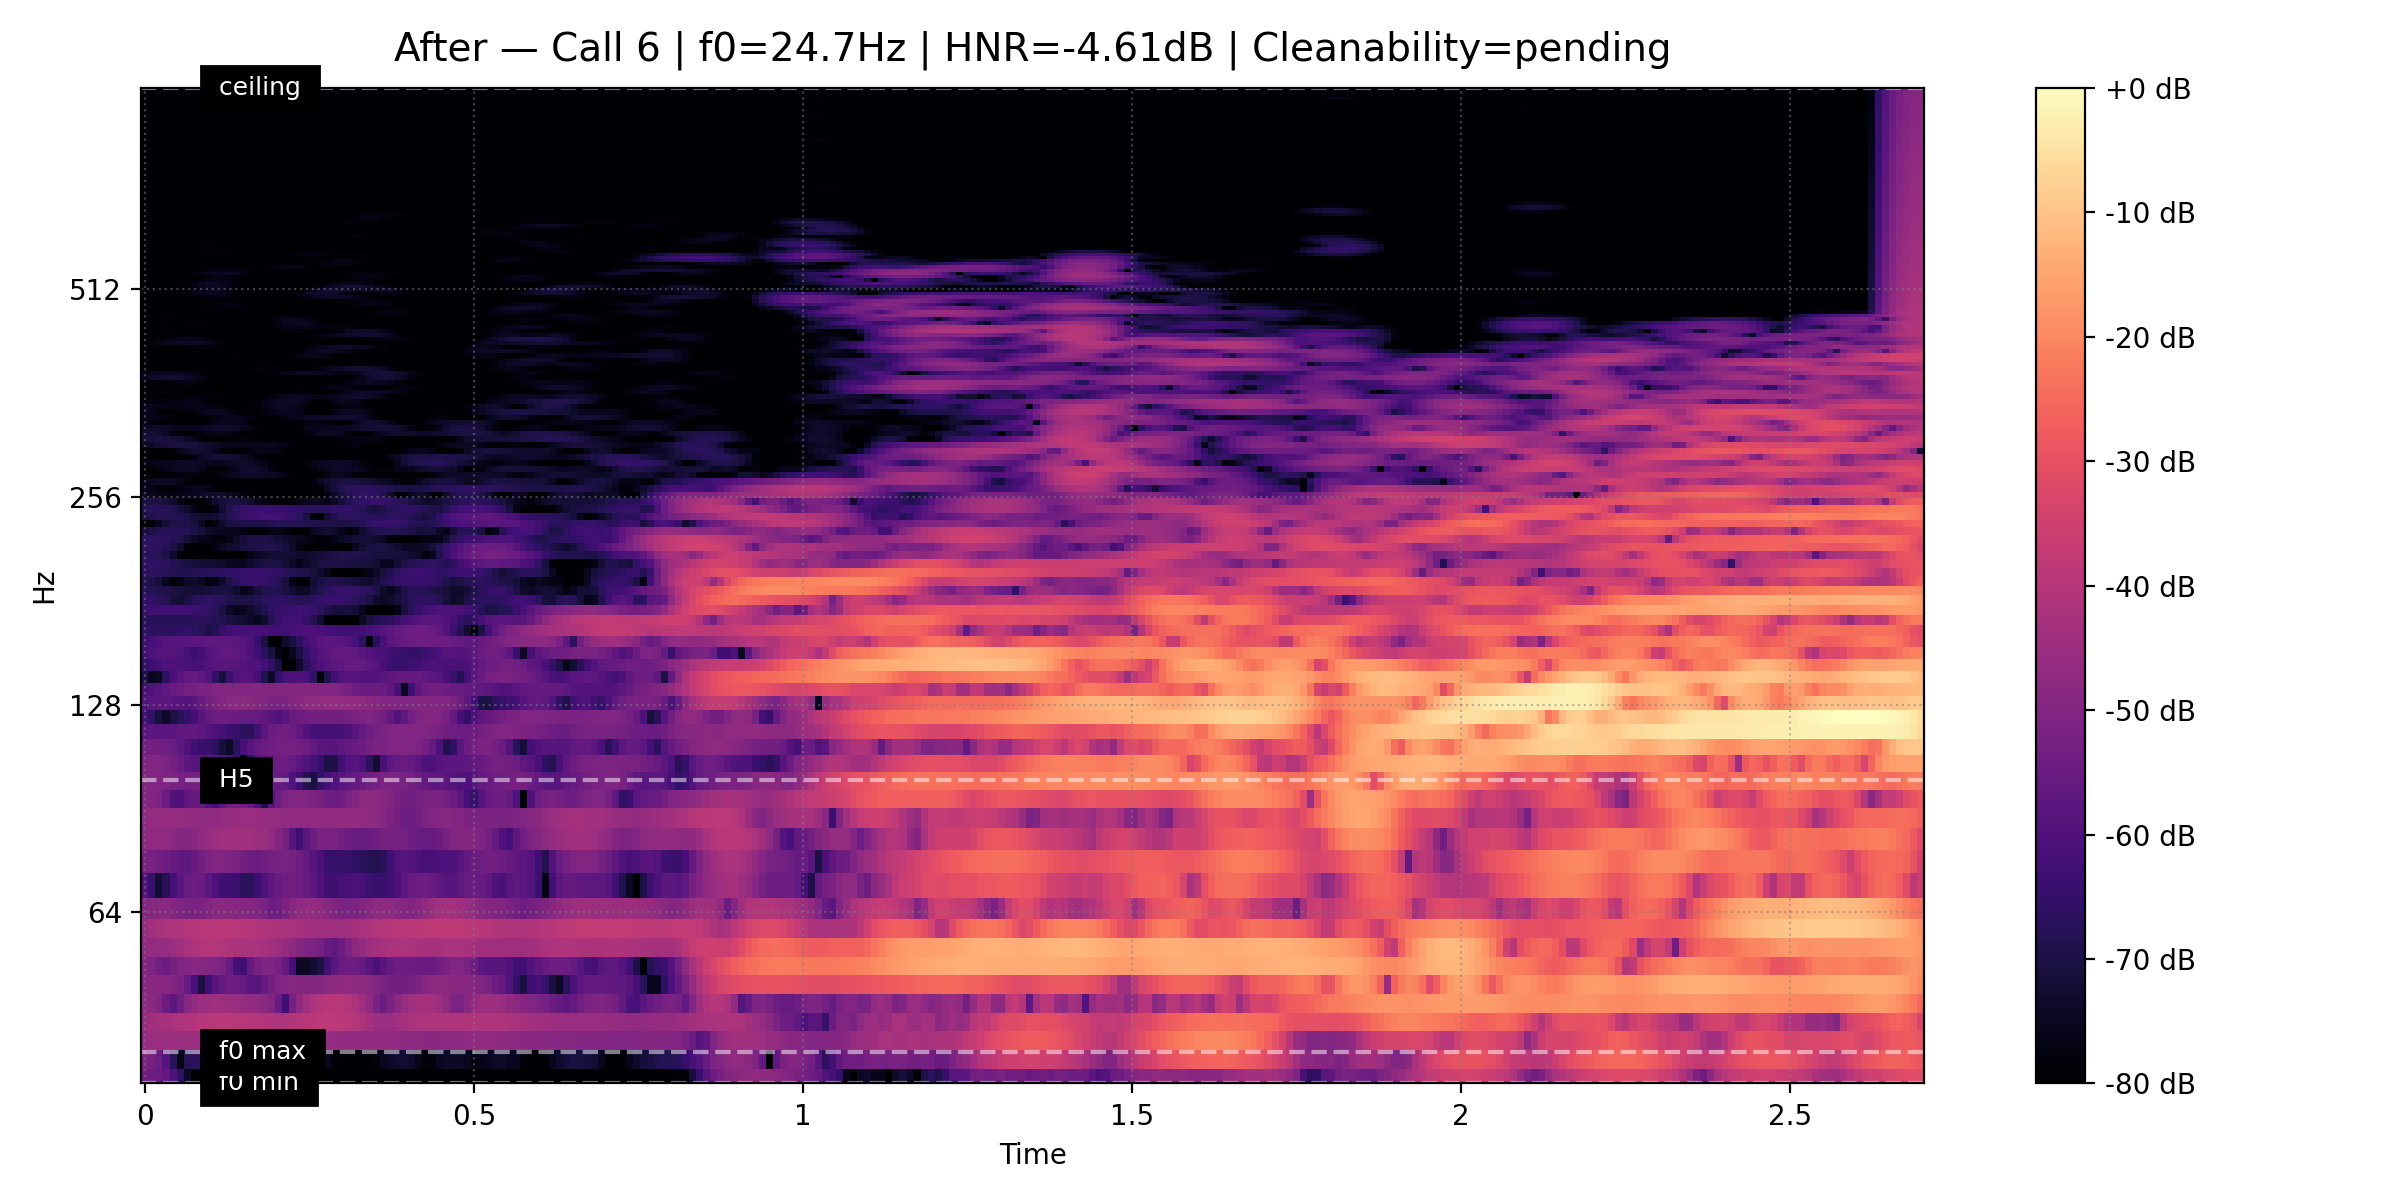 After — Call 6 | f0=24.7Hz | HNR=-4.61dB | Cleanability=pending
ceiling
+0 dB
-10 dB
512
-20 dB
-30 dB
256
-40 dB
Hz
-50 dB
128
H5
-60 dB
64
-70 dB
f0 max
f0 min
-80 dB
0 0.5 1 1.5 2 2.5
Time